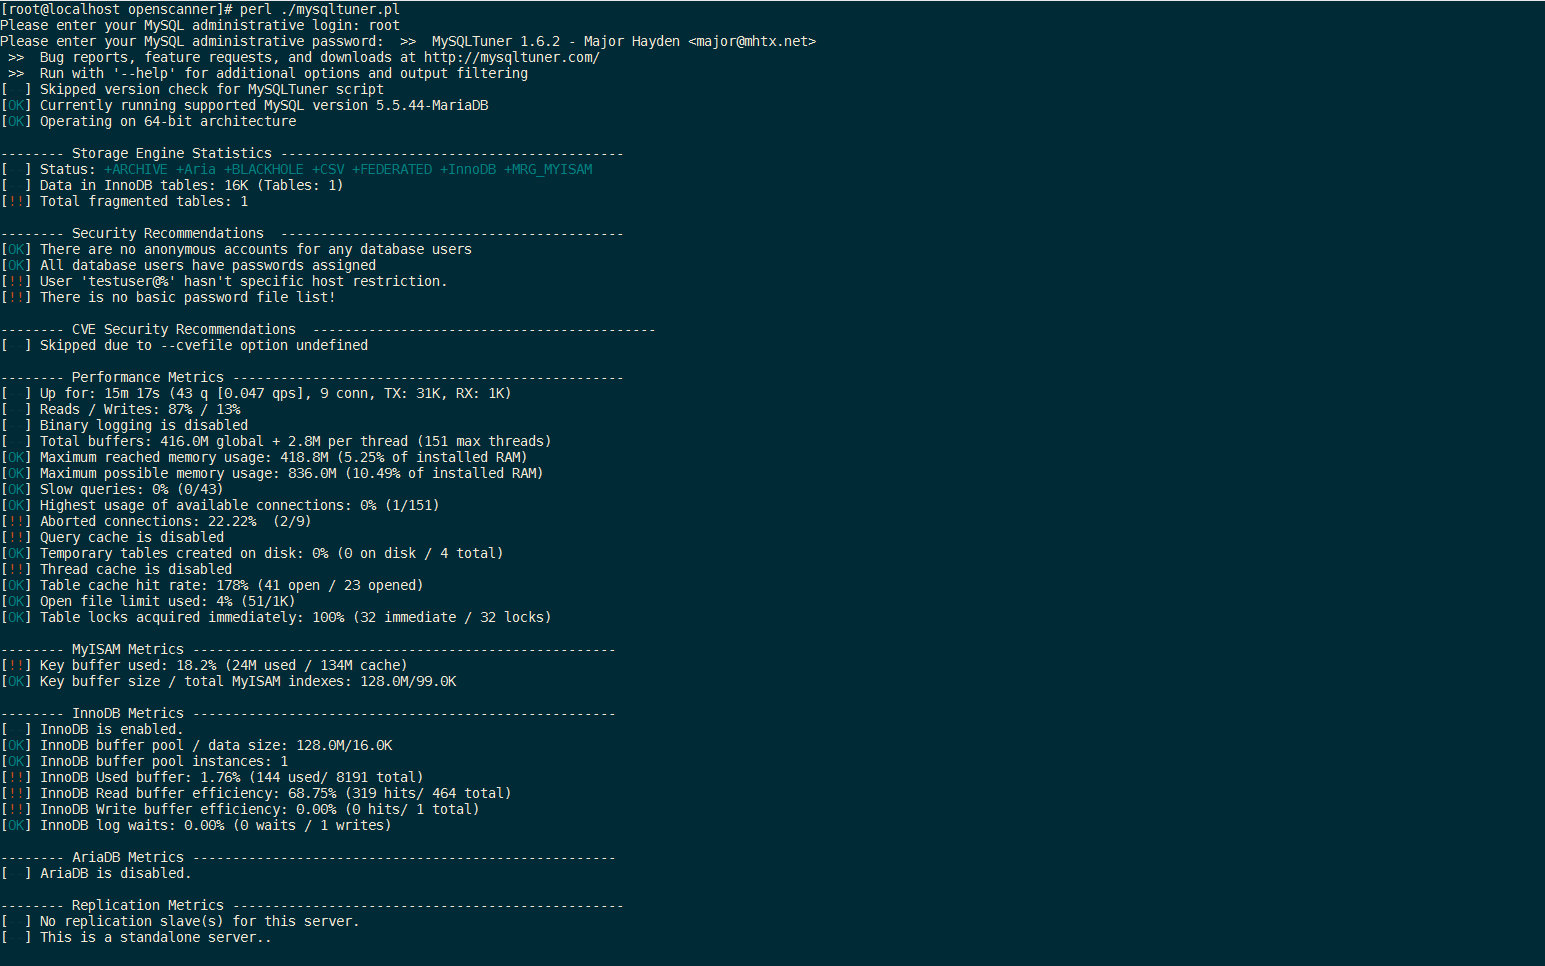 [root@localhost openscanner]# perl ./mysqltuner.pl
Please enter your MySQL administrative login: root
Please enter your MySQL administrative password:  >>  MySQLTuner 1.6.2 - Major Hayden <major@mhtx.net>
 >>  Bug reports, feature requests, and downloads at http://mysqltuner.com/
 >>  Run with '--help' for additional options and output filtering
[--] Skipped version check for MySQLTuner script
[OK] Currently running supported MySQL version 5.5.44-MariaDB
[OK] Operating on 64-bit architecture
-------- Storage Engine Statistics -------------------------------------------
[--] Status: +ARCHIVE +Aria +BLACKHOLE +CSV +FEDERATED +InnoDB +MRG_MYISAM
[--] Data in InnoDB tables: 16K (Tables: 1)
[!!] Total fragmented tables: 1
-------- Security Recommendations  -------------------------------------------
[OK] There are no anonymous accounts for any database users
[OK] All database users have passwords assigned
[!!] User 'testuser@%' hasn't specific host restriction.
[!!] There is no basic password file list!
-------- CVE Security Recommendations  -------------------------------------------
[--] Skipped due to --cvefile option undefined
-------- Performance Metrics -------------------------------------------------
[--] Up for: 15m 17s (43 q [0.047 qps], 9 conn, TX: 31K, RX: 1K)
[--] Reads / Writes: 87% / 13%
[--] Binary logging is disabled
[--] Total buffers: 416.0M global + 2.8M per thread (151 max threads)
[OK] Maximum reached memory usage: 418.8M (5.25% of installed RAM)
[OK] Maximum possible memory usage: 836.0M (10.49% of installed RAM)
[OK] Slow queries: 0% (0/43)
[OK] Highest usage of available connections: 0% (1/151)
[!!] Aborted connections: 22.22%  (2/9)
[!!] Query cache is disabled
[OK] Temporary tables created on disk: 0% (0 on disk / 4 total)
[!!] Thread cache is disabled
[OK] Table cache hit rate: 178% (41 open / 23 opened)
[OK] Open file limit used: 4% (51/1K)
[OK] Table locks acquired immediately: 100% (32 immediate / 32 locks)
-------- MyISAM Metrics -----------------------------------------------------
[!!] Key buffer used: 18.2% (24M used / 134M cache)
[OK] Key buffer size / total MyISAM indexes: 128.0M/99.0K
-------- InnoDB Metrics -----------------------------------------------------
[--] InnoDB is enabled.
[OK] InnoDB buffer pool / data size: 128.0M/16.0K
[OK] InnoDB buffer pool instances: 1
[!!] InnoDB Used buffer: 1.76% (144 used/ 8191 total)
[!!] InnoDB Read buffer efficiency: 68.75% (319 hits/ 464 total)
[!!] InnoDB Write buffer efficiency: 0.00% (0 hits/ 1 total)
[OK] InnoDB log waits: 0.00% (0 waits / 1 writes)
-------- AriaDB Metrics -----------------------------------------------------
[--] AriaDB is disabled.
-------- Replication Metrics -------------------------------------------------
[--] No replication slave(s) for this server.
[--] This is a standalone server..